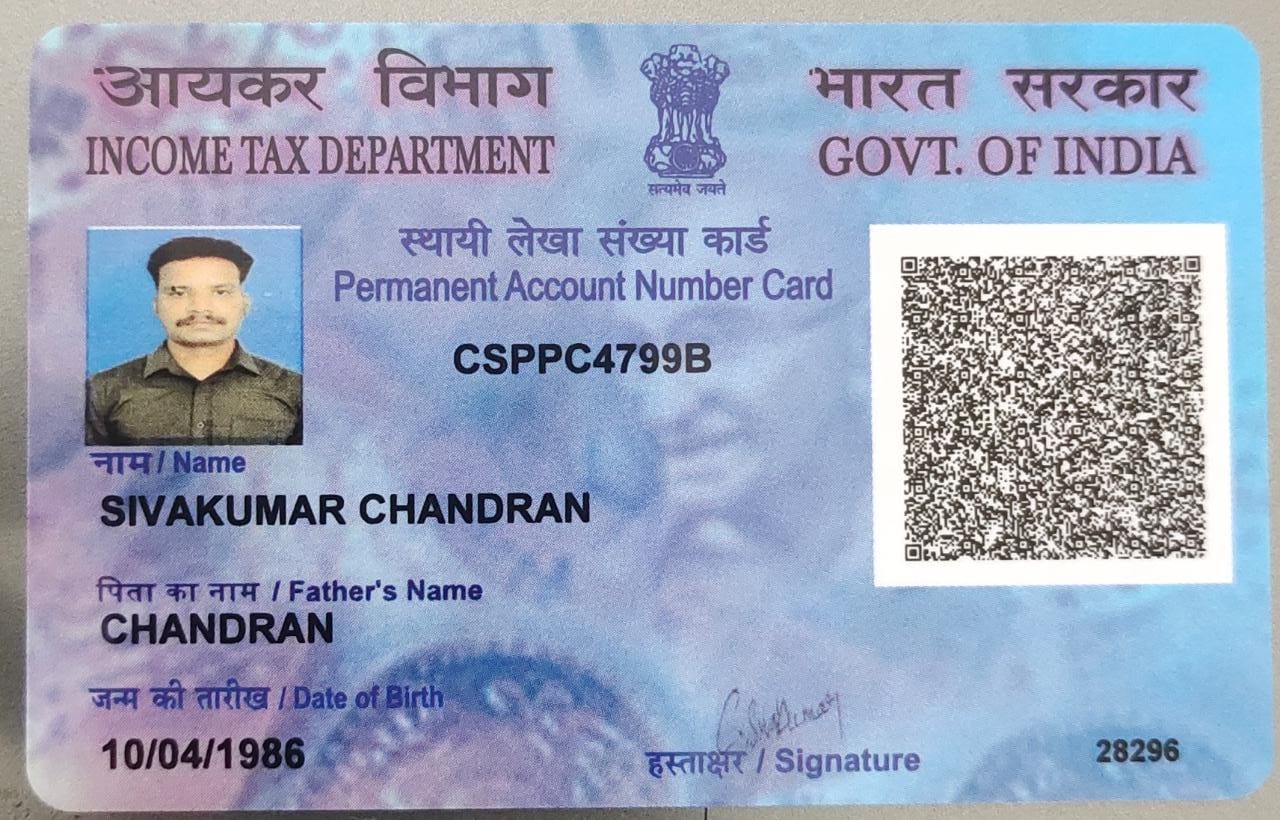 आयकर विभाग
INCOME TAX DEPARTMENT
सत्यमेव जयते
भारत सरकार
GOVT. OF INDIA
स्थायी लेखा संख्या कार्ड
Permanent Account Number Card
CSPPC4799B
नाम / Name
SIVAKUMAR CHANDRAN
पिता का नाम / Father's Name
CHANDRAN
जन्म की तारीख / Date of Birth
10/04/1986
हस्ताक्षर / Signature
28296